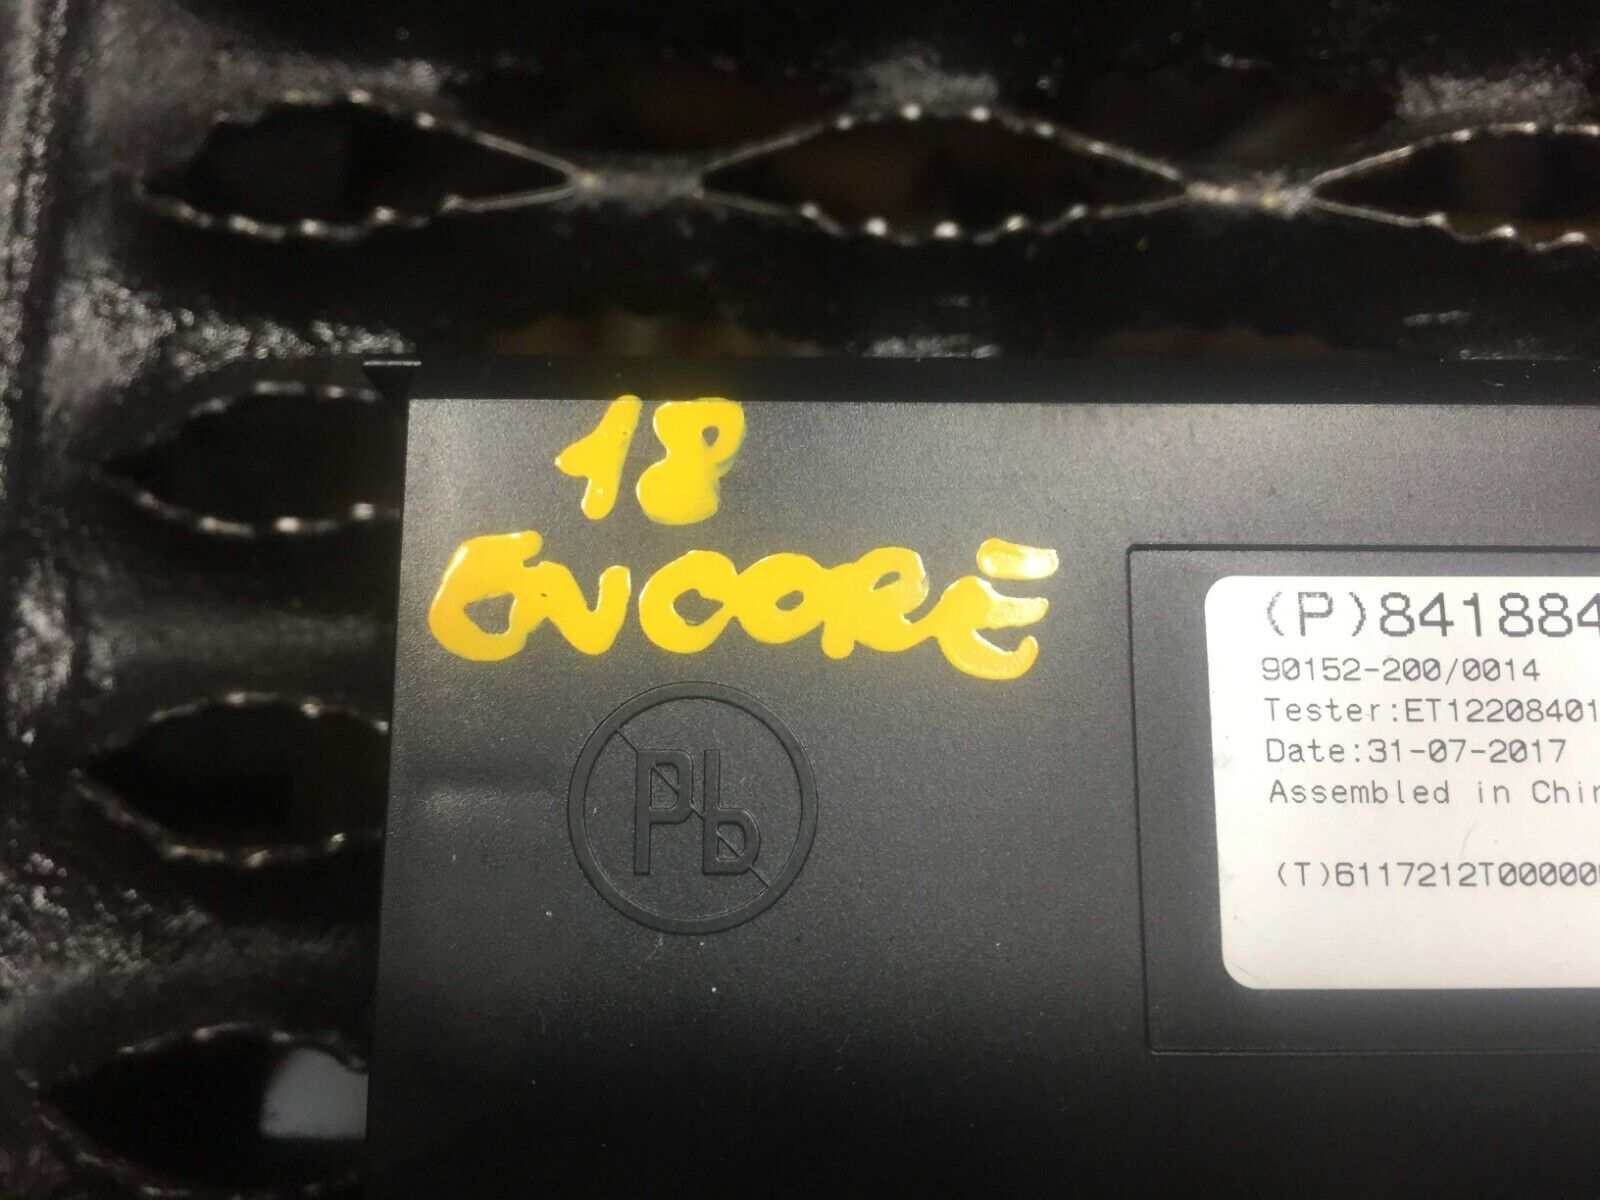 18
ENCORE
Pb
(P)841884
90152-200/0014
Tester:ET12208401
Date:31-07-2017
Assembled in Chin
(T)6117212T00000